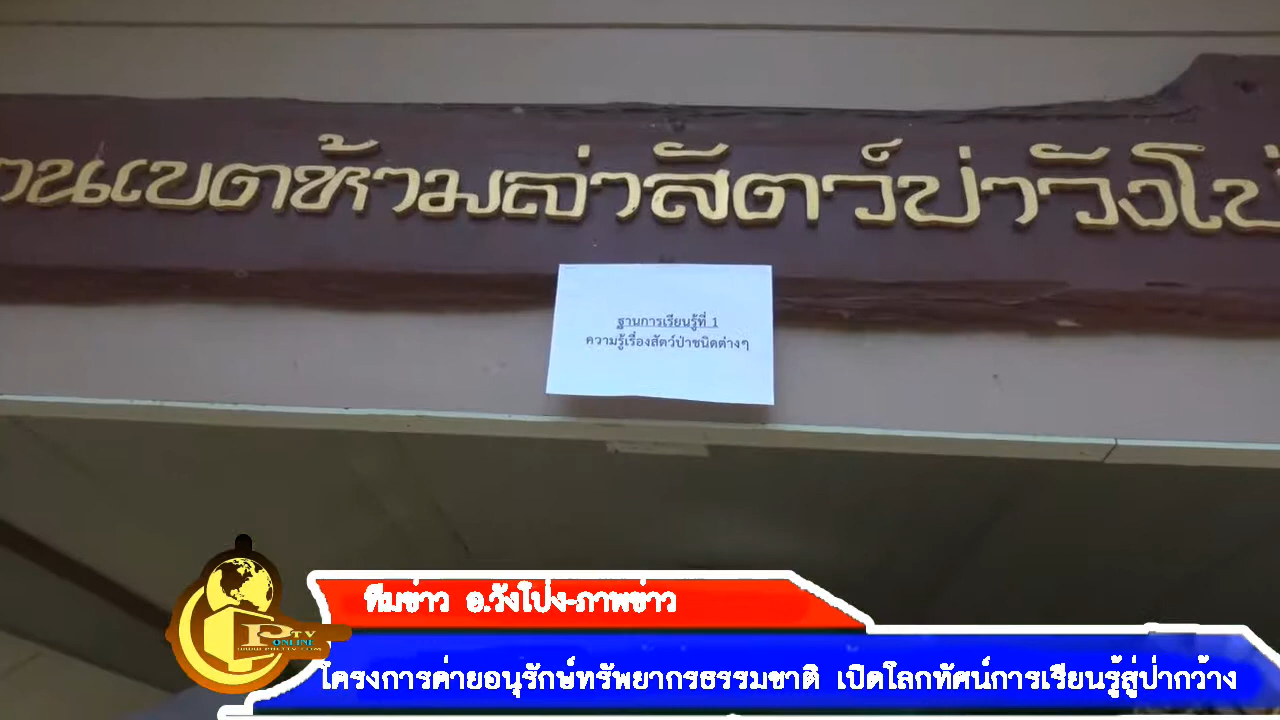 วนเขตห้ามล่าสัตว์ป่าวังโป่
ฐานการเรียนรู้ที่ 1
ความรู้เรื่องสัตว์ป่าชนิดต่างๆ
ทีมข่าว อ.วังโป่ง-ภาพข่าว
PTV
ONLINE
WWW.PHETTV.COM
โครงการค่ายอนุรักษ์ทรัพยากรธรรมชาติ เปิดโลกทัศน์การเรียนรู้สู่ป่ากว้าง